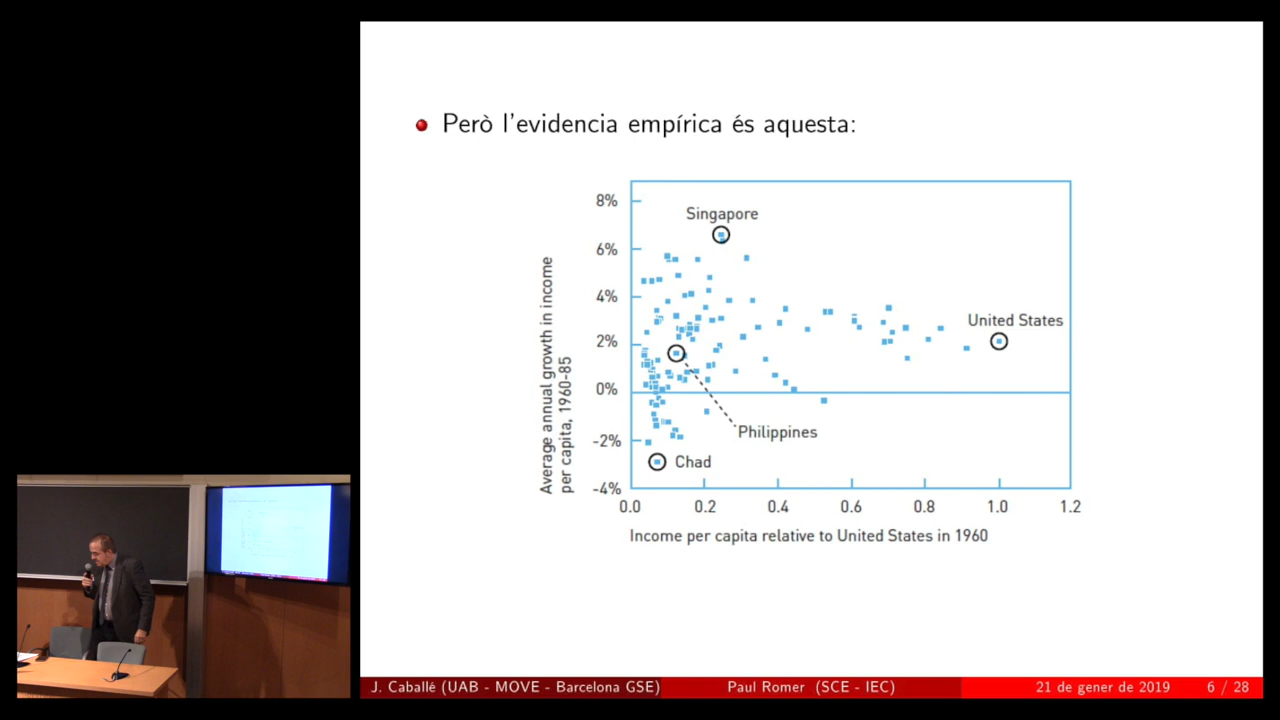 Però l'evidencia empírica és aquesta:
8%
6%
4%
2%
0%
-2%
-4%
Average annual growth in income
per capita, 1960-85
Singapore
United States
Philippines
Chad
0.0 0.2 0.4 0.6 0.8 1.0 1.2
Income per capita relative to United States in 1960
J. Caballé (UAB - MOVE - Barcelona GSE) Paul Romer (SCE - IEC) 21 de gener de 2019 6 / 28